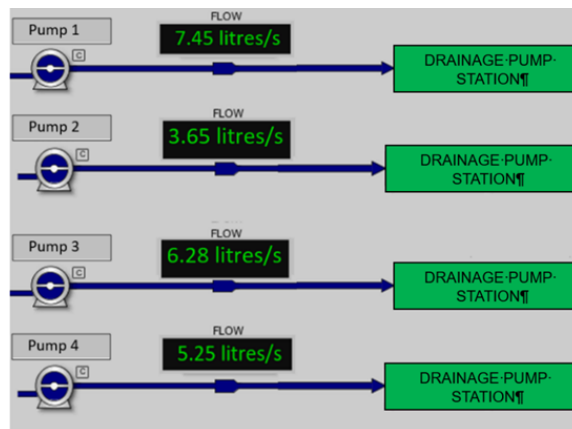 FLOW
Pump 1
7.45 litres/s
C
DRAINAGE·PUMP·
STATION¶
FLOW
Pump 2
3.65 litres/s
C
DRAINAGE·PUMP·
STATION¶
FLOW
Pump 3
6.28 litres/s
C
DRAINAGE·PUMP·
STATION¶
FLOW
Pump 4
5.25 litres/s
C
DRAINAGE·PUMP·
STATION¶